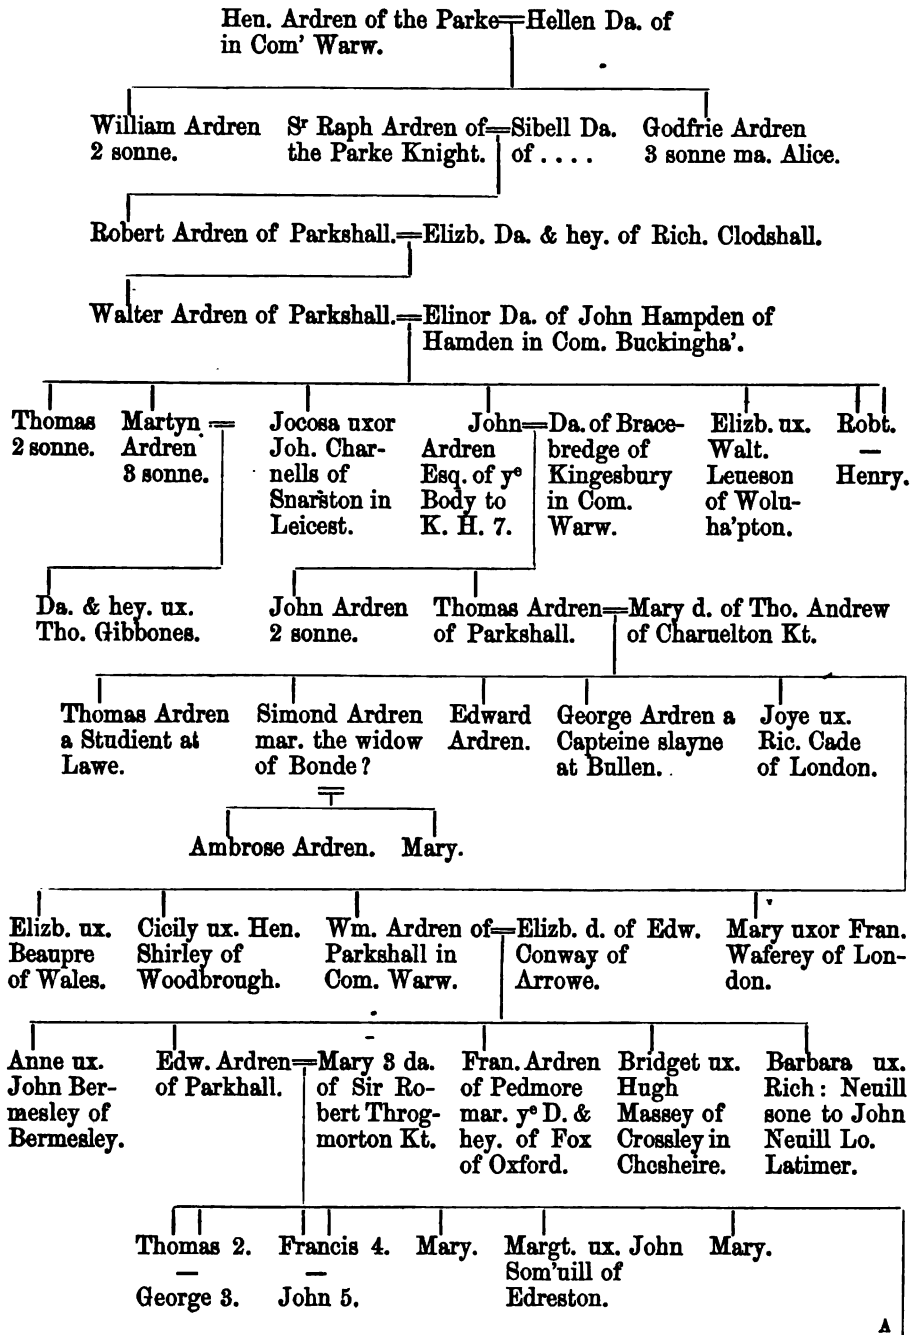 Hen. Ardren of the Parke=Hellen Da. of
in Com' Warw.
William Ardren
2 sonne.
Sr Raph Ardren of=Sibell Da.
the Parke Knight. of . . . .
Godfrie Ardren
3 sonne ma. Alice.
Robert Ardren of Parkshall.=Elizb. Da. & hey. of Rich. Clodshall.
Walter Ardren of Parkshall.=Elinor Da. of John Hampden of
Hamden in Com. Buckingha'.
Thomas
2 sonne.
Martyn =
Ardren
3 sonne.
Jocosa uxor
Joh. Char-
nells of
Snarston in
Leicest.
John=
Ardren
Esq. of ye
Body to
K. H. 7.
Da. of Brace-
bredge of
Kingesbury
in Com.
Warw.
Elizb. ux.
Walt.
Leueson
of Wolu-
ha'pton.
Robt.
—
Henry.
Da. & hey. ux.
Tho. Gibbones.
John Ardren
2 sonne.
Thomas Ardren=Mary d. of Tho. Andrew
of Parkshall. of Charuelton Kt.
Thomas Ardren
a Studient at
Lawe.
Simond Ardren
mar. the widow
of Bonde?
=
Edward
Ardren.
George Ardren a
Capteine slayne
at Bullen.
Joye ux.
Ric. Cade
of London.
Ambrose Ardren. Mary.
Elizb. ux.
Beaupre
of Wales.
Cicily ux. Hen.
Shirley of
Woodbrough.
Wm. Ardren of=
Parkshall in
Com. Warw.
Elizb. d. of Edw.
Conway of
Arrowe.
Mary uxor Fran.
Waferey of Lon-
don.
Anne ux.
John Ber-
mesley of
Bermesley.
Edw. Ardren=
of Parkhall.
Mary 3 da.
of Sir Ro-
bert Throg-
morton Kt.
Fran. Ardren
of Pedmore
mar. ye D. &
hey. of Fox
of Oxford.
Bridget ux.
Hugh
Massey of
Crossley in
Chesheire.
Barbara ux.
Rich: Neuill
sone to John
Neuill Lo.
Latimer.
Thomas 2.
—
George 3.
Francis 4.
—
John 5.
Mary.
Margt. ux. John
Som'uill of
Edreston.
Mary.
A